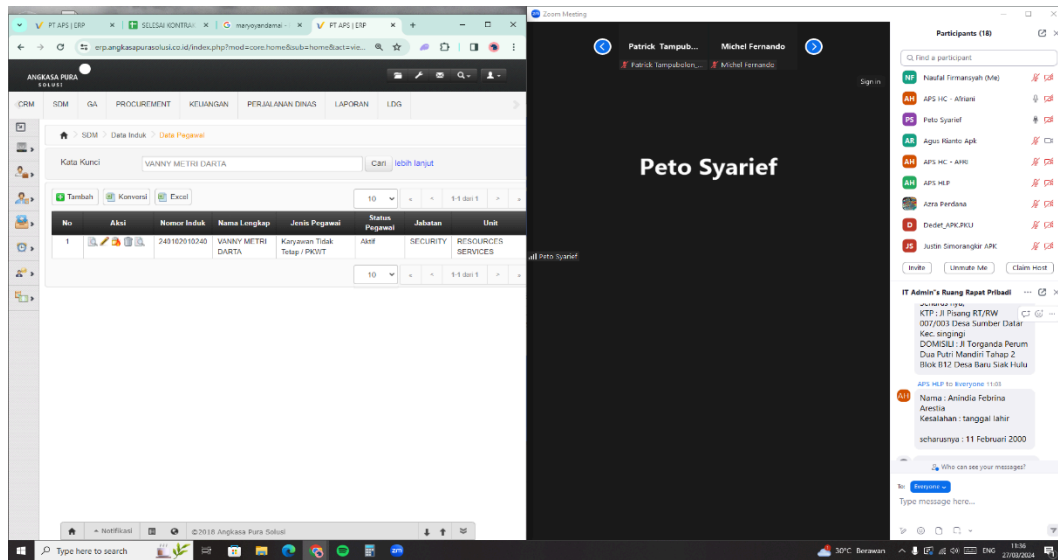 PT APS | ERP
SELESAI KONTRAK
maryoyandamai -
PT APS | ERP
erp.angkasapurasolusi.co.id/index.php?mod=core.home&sub=home&act=vie...
ANGKASA PURA
SOLUSI
CRM SDM GA PROCUREMENT KEUANGAN PERJALANAN DINAS LAPORAN LDG
SDM > Data Induk > Data Pegawai
Kata Kunci VANNY METRI DARTA Cari lebih lanjut
Tambah Konversi Excel 10 1-1 dari 1
No Aksi Nomor Induk Nama Lengkap Jenis Pegawai Status Pegawai Jabatan Unit
1 240102010240 VANNY METRI DARTA Karyawan Tidak Tetap / PKWT Aktif SECURITY RESOURCES SERVICES
10 1-1 dari 1
Notifikasi ©2018 Angkasa Pura Solusi
Type here to search
Zoom Meeting
Patrick Tampub... Michel Fernando
Patrick Tampubolon_... Michel Fernando
Sign in
Peto Syarief
Peto Syarief
Participants (18)
Find a participant
NF Naufal Firmansyah (Me)
AH APS HC - Afriani
PS Peto Syarief
AR Agus Rianto Apk
AH APS HC - AFRI
AH APS HLP
Azra Perdana
D Dedet_APK.PKU
JS Justin Simorangkir APK
Invite Unmute Me Claim Host
IT Admin's Ruang Rapat Pribadi
KTP : Jl Pisang RT/RW
007/003 Desa Sumber Datar
Kec. singingi
DOMISILI : Jl Torganda Perum
Dua Putri Mandiri Tahap 2
Blok B12 Desa Baru Siak Hulu
APS HLP to Everyone 11:08
AH
Nama : Anindia Febrina
Arestia
Kesalahan : tanggal lahir
seharusnya : 11 Februari 2000
Who can see your messages?
To: Everyone
Type message here...
30°C Berawan ENG 11:36
27/03/2024